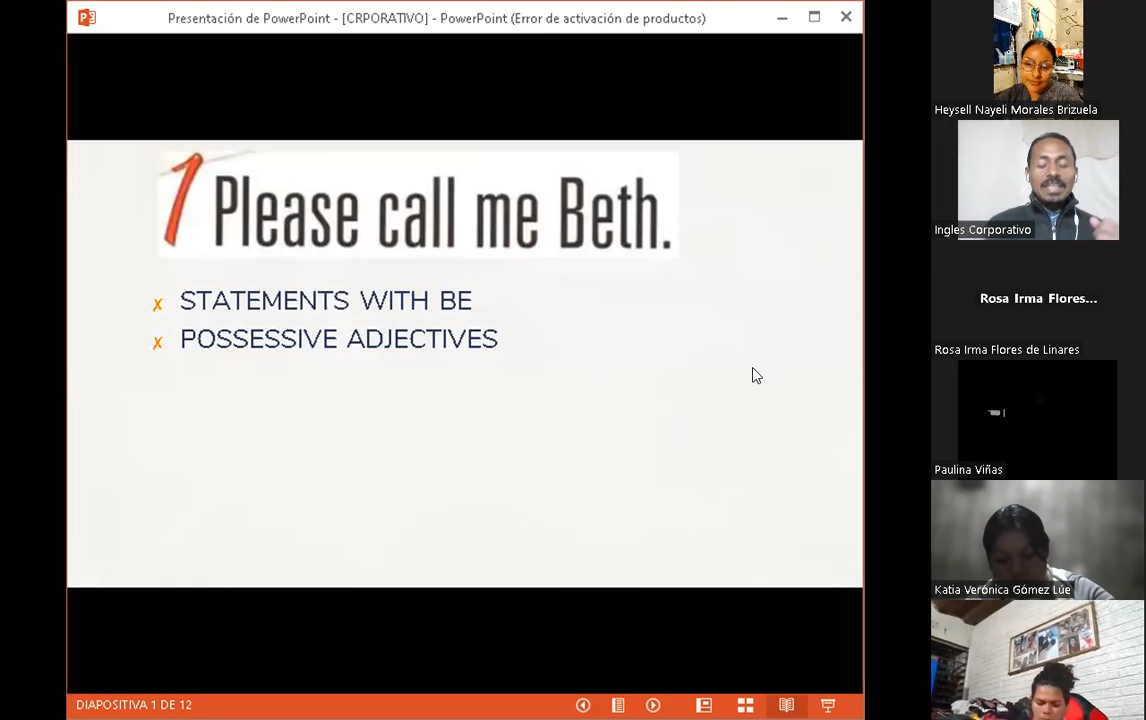 Presentación de PowerPoint - [CRPORATIVO] - PowerPoint (Error de activación de productos)
1 Please call me Beth.
x STATEMENTS WITH BE
x POSSESSIVE ADJECTIVES
DIAPOSITIVA 1 DE 12
Heysell Nayeli Morales Brizuela
Ingles Corporativo
Rosa Irma Flores...
Rosa Irma Flores de Linares
Paulina Viñas
Katia Verónica Gómez Lúe